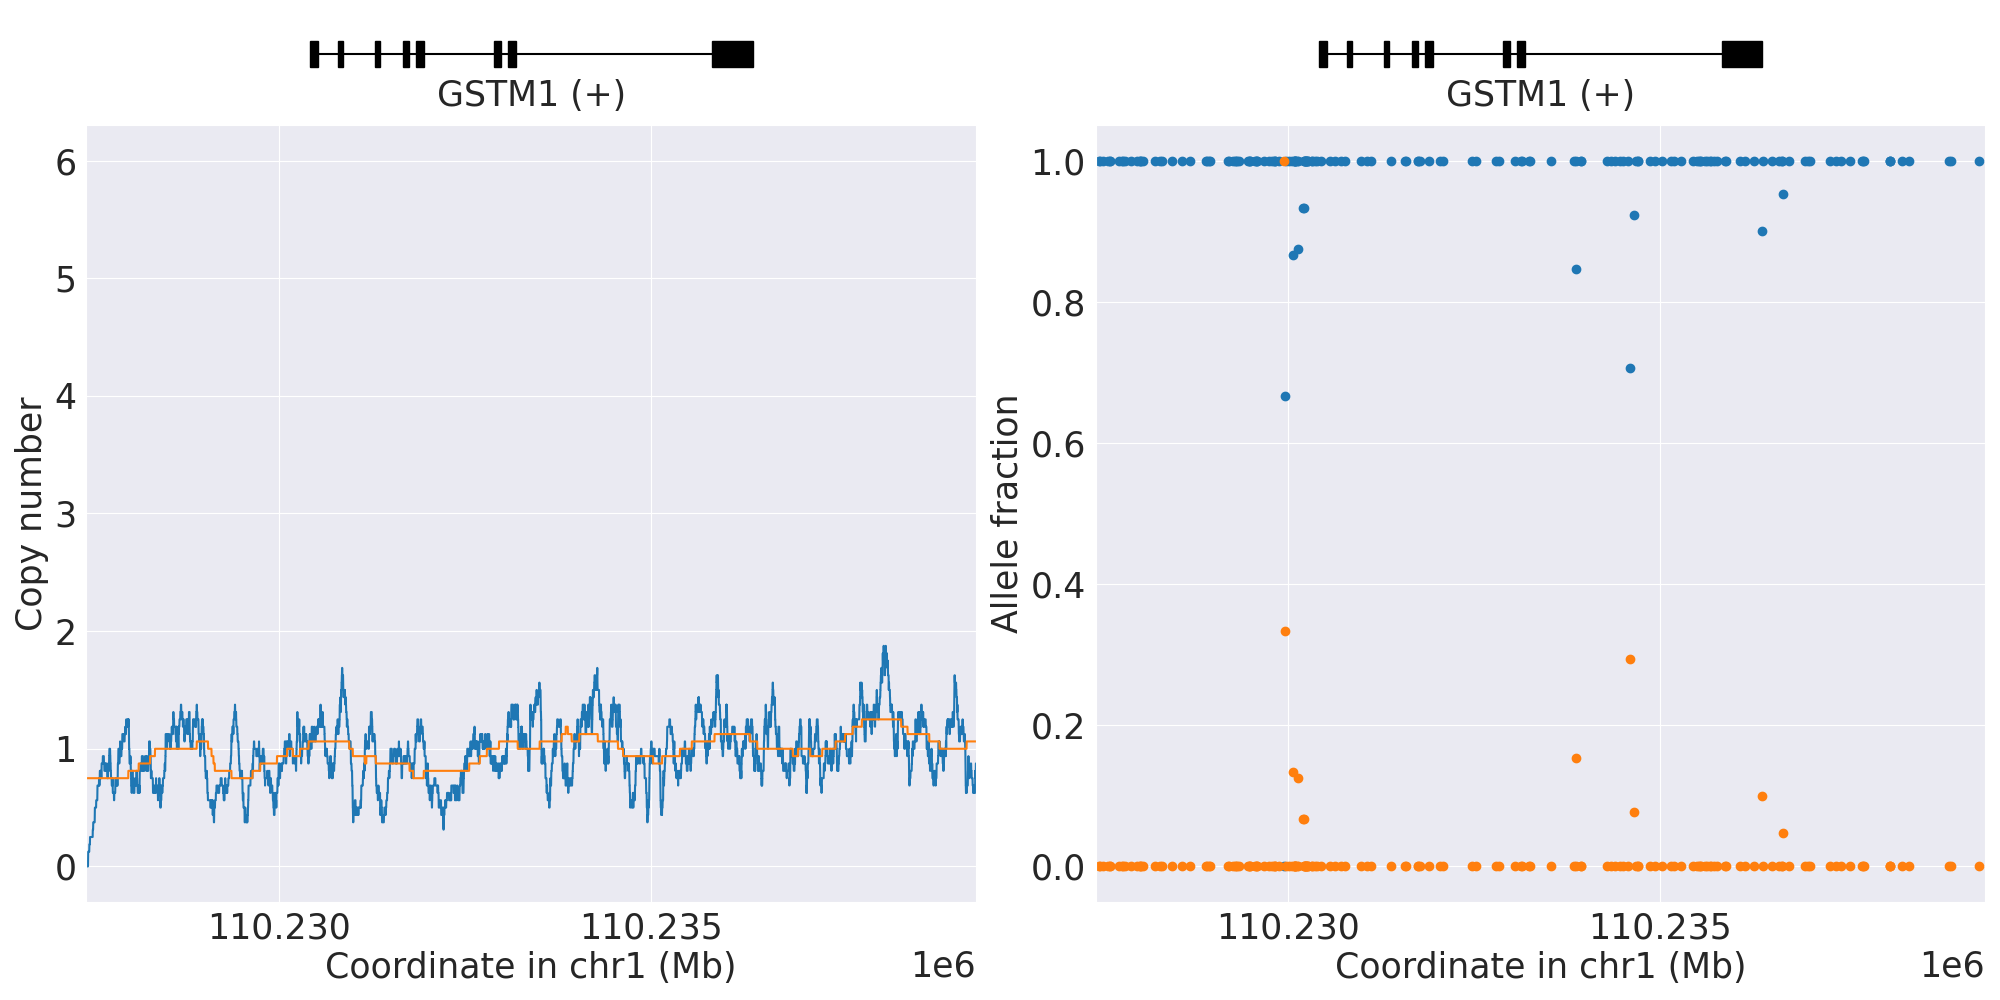 GSTM1 (+)
6
5
4
3
2
1
0
Copy number
110.230
110.235
Coordinate in chr1 (Mb)
1e6
GSTM1 (+)
1.0
0.8
0.6
0.4
0.2
0.0
Allele fraction
110.230
110.235
Coordinate in chr1 (Mb)
1e6